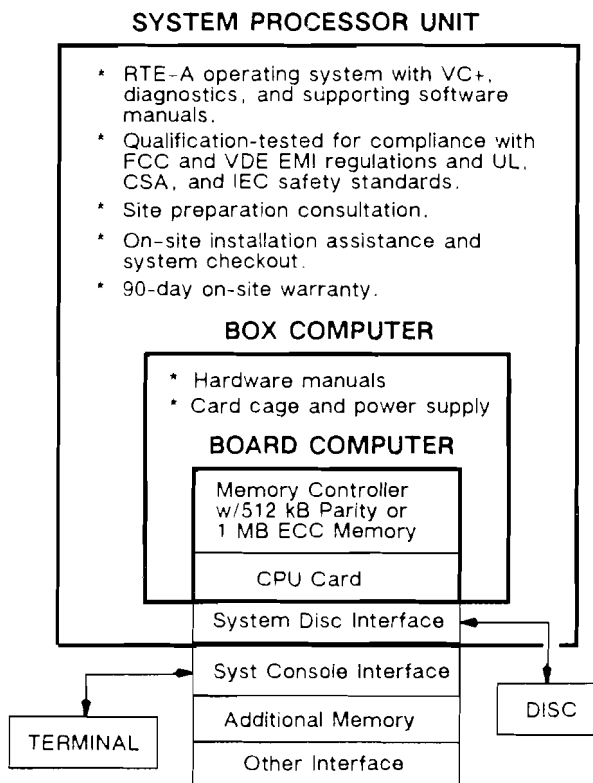 SYSTEM PROCESSOR UNIT
* RTE-A operating system with VC+,
diagnostics, and supporting software
manuals.
* Qualification-tested for compliance with
FCC and VDE EMI regulations and UL,
CSA, and IEC safety standards.
* Site preparation consultation.
* On-site installation assistance and
system checkout.
* 90-day on-site warranty.
BOX COMPUTER
* Hardware manuals
* Card cage and power supply
BOARD COMPUTER
Memory Controller
w/512 kB Parity or
1 MB ECC Memory
CPU Card
System Disc Interface
Syst Console Interface
Additional Memory
Other Interface
TERMINAL
DISC